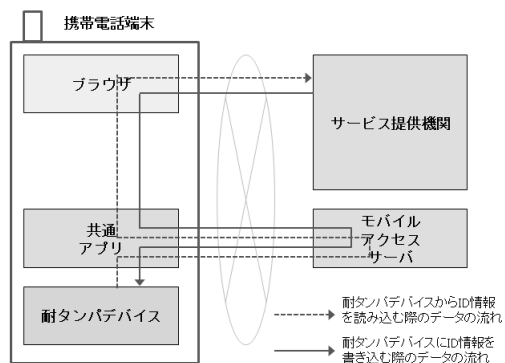 携帯電話端末
ブラウザ
サービス提供機関
共通
アプリ
モバイル
アクセス
サーバ
耐タンパデバイス
耐タンパデバイスからID情報
を読み込む際のデータの流れ
耐タンパデバイスにID情報を
書き込む際のデータの流れ